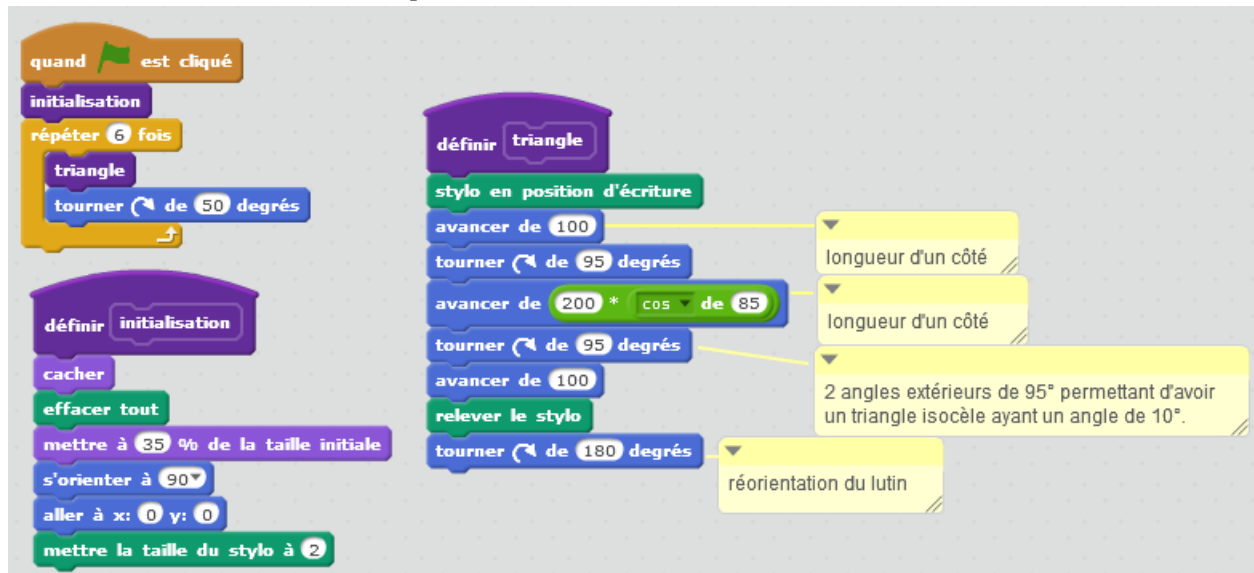 quand est cliqué
initialisation
répéter 6 fois
triangle
tourner de 50 degrés
définir initialisation
cacher
effacer tout
mettre à 35 % de la taille initiale
s'orienter à 90
aller à x: 0 y: 0
mettre la taille du stylo à 2
définir triangle
stylo en position d'écriture
avancer de 100
tourner de 95 degrés
avancer de 200 * cos de 85
tourner de 95 degrés
avancer de 100
relever le stylo
tourner de 180 degrés
longueur d'un côté
longueur d'un côté
2 angles extérieurs de 95° permettant d'avoir
un triangle isocèle ayant un angle de 10°.
réorientation du lutin